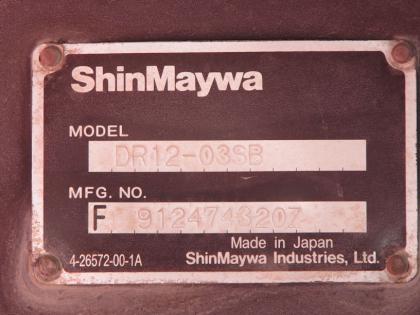 ShinMaywa
MODEL
DR12-03SB
MFG. NO.
F 9124743207
Made in Japan
4-26572-00-1A ShinMaywa Industries, Ltd.